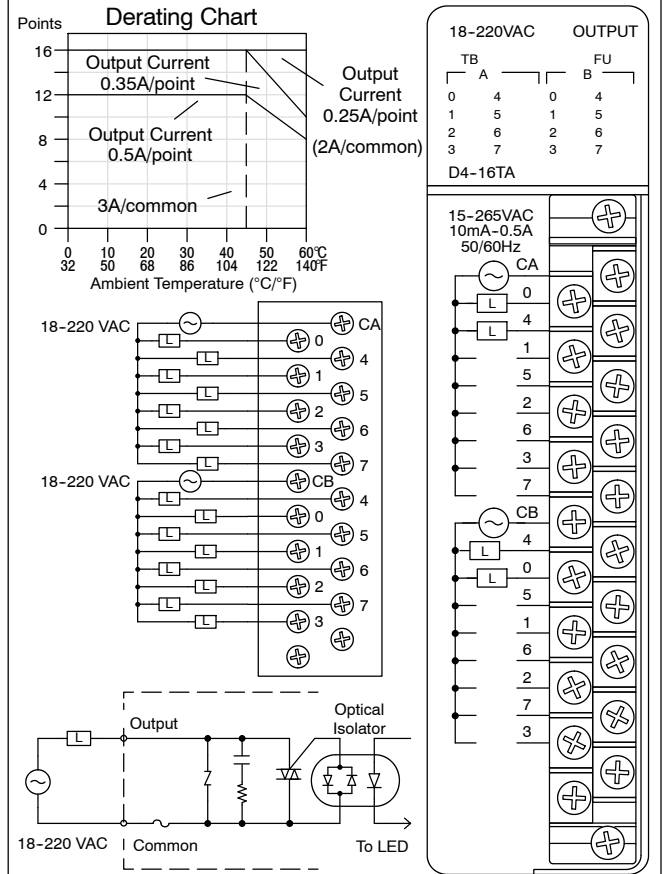 Derating Chart
Points
16
12
8
4
0
Output Current
0.35A/point
Output Current
0.5A/point
3A/common
Output
Current
0.25A/point
(2A/common)
0 10 20 30 40 50 60°C
32 50 68 86 104 122 140°F
Ambient Temperature (°C/°F)
18-220 VAC
L
L
L
L
L
L
L
L
CA
0
4
1
5
2
6
3
7
18-220 VAC
L
L
L
L
L
L
L
L
CB
4
0
5
1
6
2
7
3
L
Output
Optical
Isolator
18-220 VAC
Common
To LED
18-220VAC OUTPUT
TB FU
A B
0 4 0 4
1 5 1 5
2 6 2 6
3 7 3 7
D4-16TA
15-265VAC
10mA-0.5A
50/60Hz
CA
L 0
L 4
1
5
2
6
3
7
CB
L 4
L 0
5
1
6
2
7
3